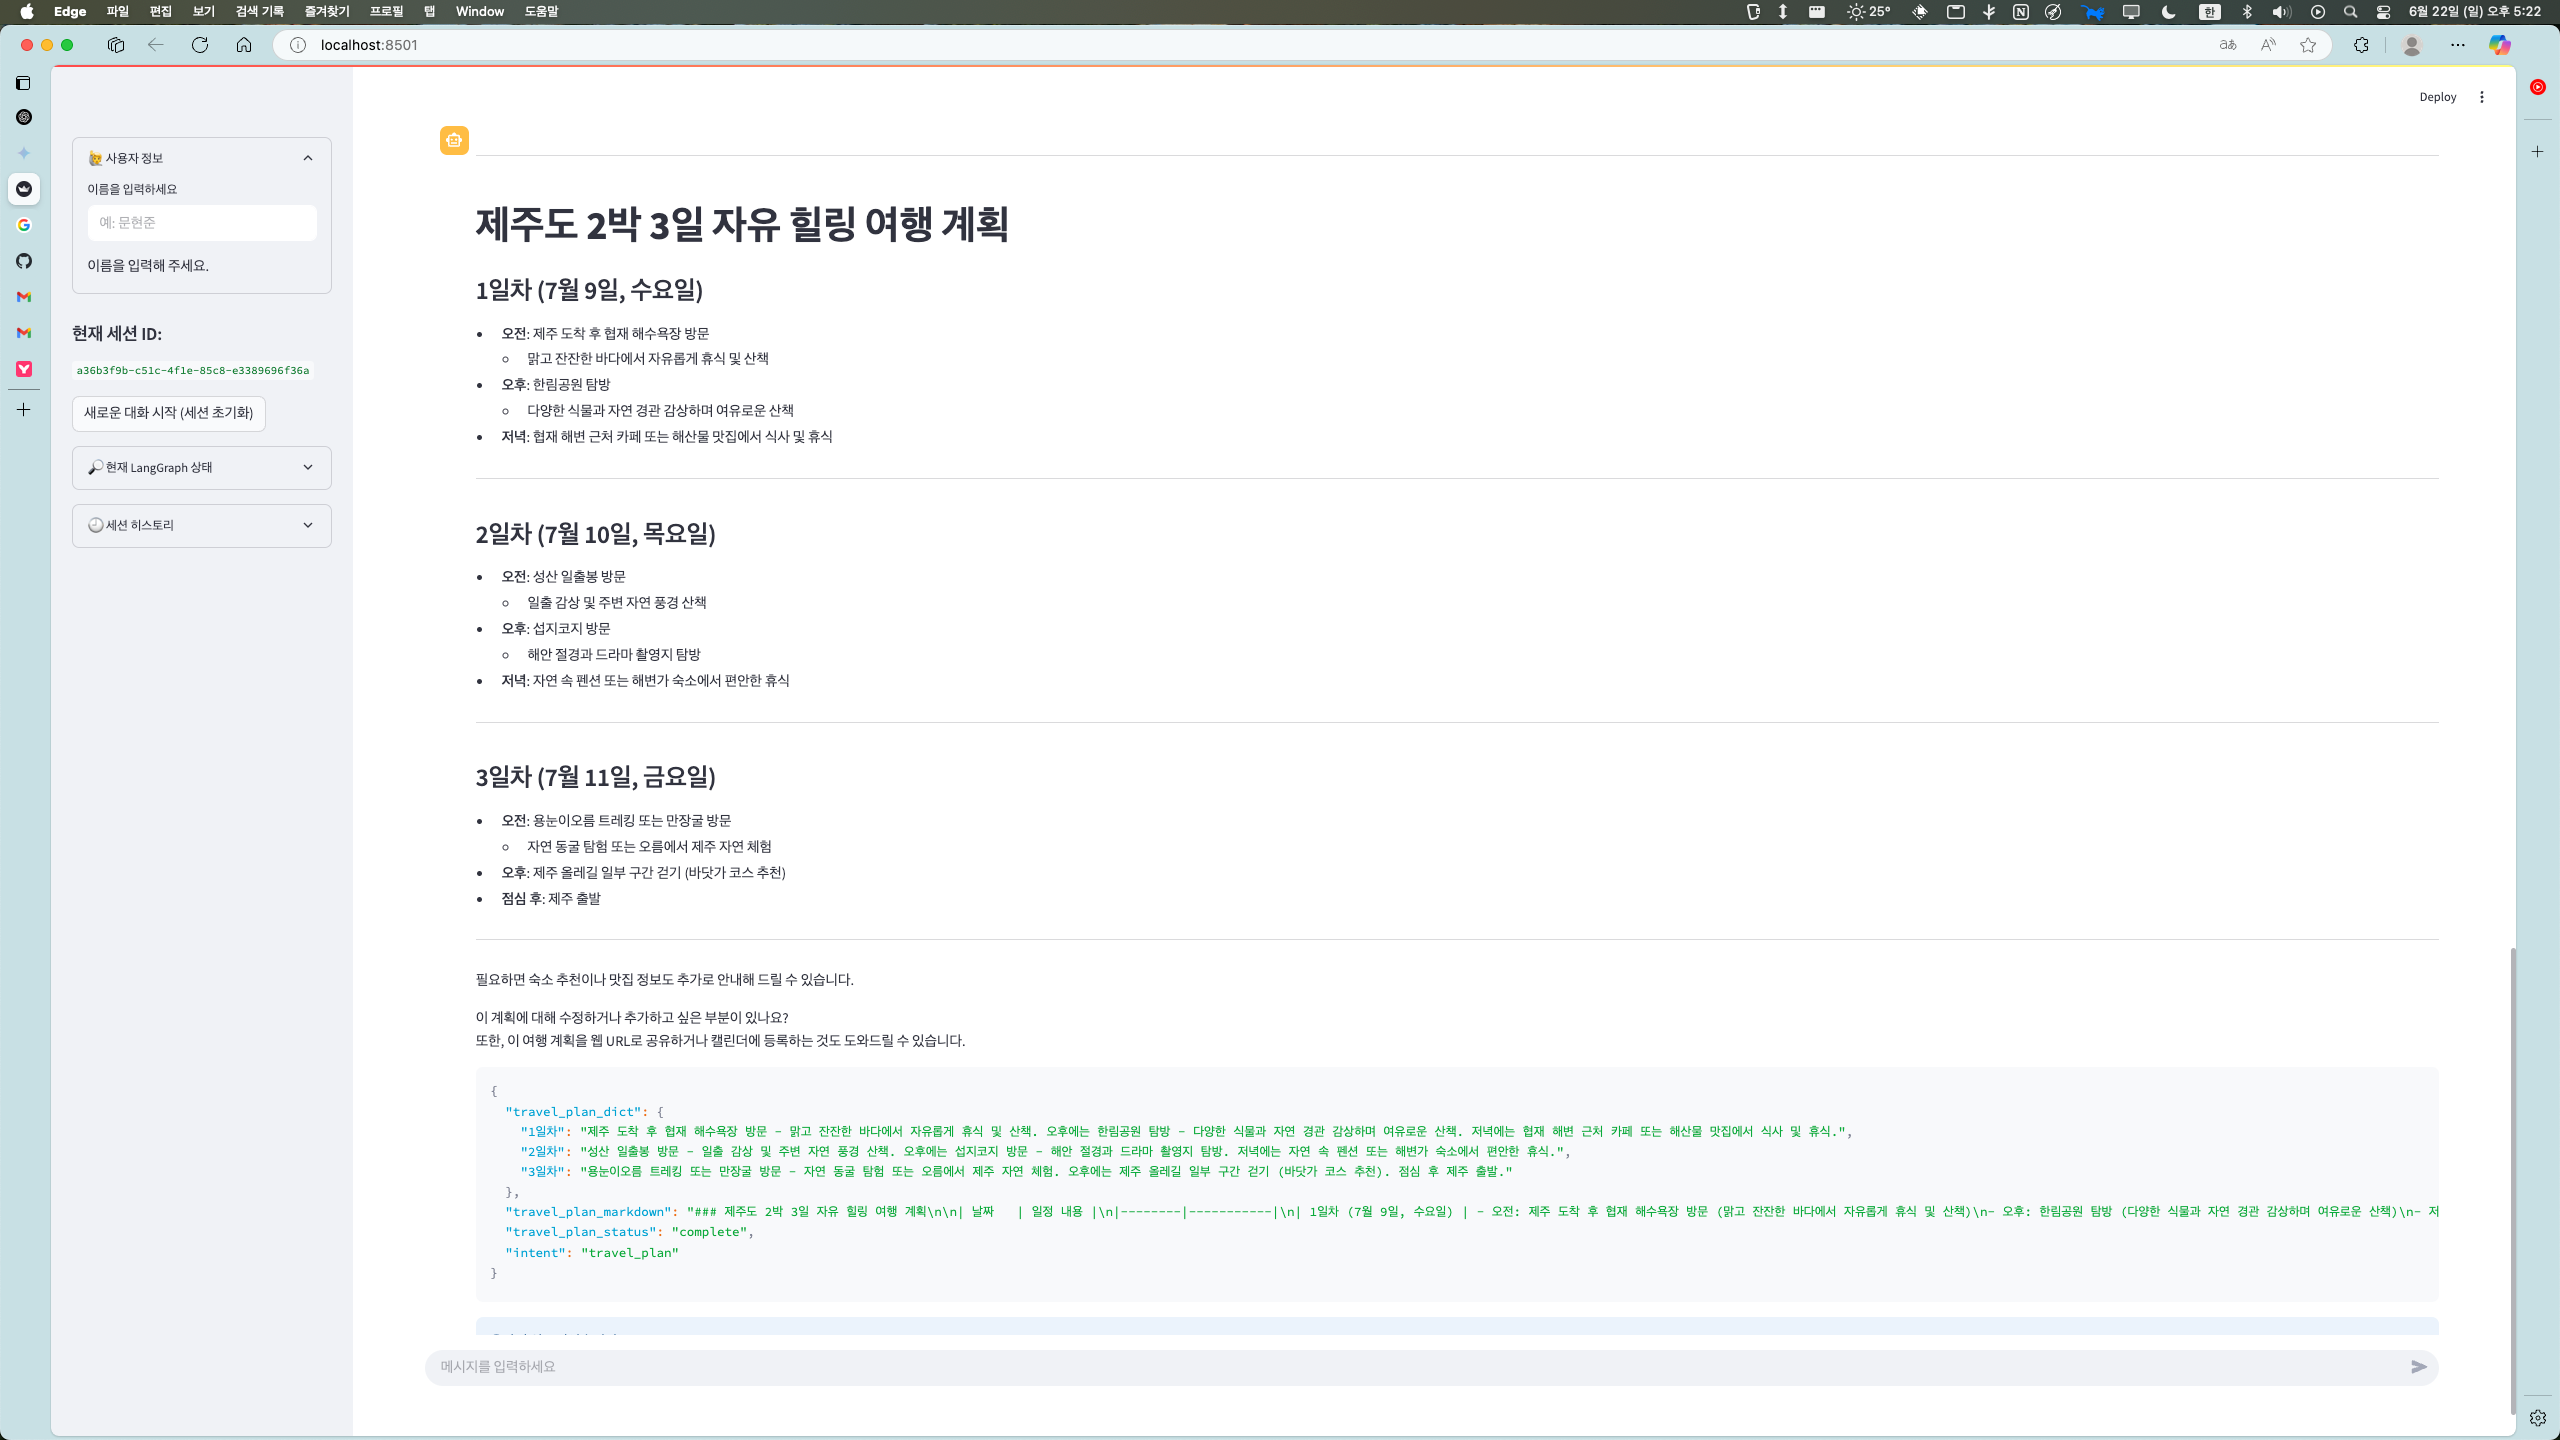 Edge 파일 편집 보기 검색 기록 즐겨찾기 프로필 탭 Window 도움말
25° 한 6월 22일 (일) 오후 5:22
localhost:8501
Deploy
사용자 정보
이름을 입력하세요
예: 문현준
이름을 입력해 주세요.
현재 세션 ID:
a36b3f9b-c51c-4f1e-85c8-e3389696f36a
새로운 대화 시작 (세션 초기화)
현재 LangGraph 상태
세션 히스토리
제주도 2박 3일 자유 힐링 여행 계획
1일차 (7월 9일, 수요일)
오전: 제주 도착 후 협재 해수욕장 방문
맑고 잔잔한 바다에서 자유롭게 휴식 및 산책
오후: 한림공원 탐방
다양한 식물과 자연 경관 감상하며 여유로운 산책
저녁: 협재 해변 근처 카페 또는 해산물 맛집에서 식사 및 휴식
2일차 (7월 10일, 목요일)
오전: 성산 일출봉 방문
일출 감상 및 주변 자연 풍경 산책
오후: 섭지코지 방문
해안 절경과 드라마 촬영지 탐방
저녁: 자연 속 펜션 또는 해변가 숙소에서 편안한 휴식
3일차 (7월 11일, 금요일)
오전: 용눈이오름 트레킹 또는 만장굴 방문
자연 동굴 탐험 또는 오름에서 제주 자연 체험
오후: 제주 올레길 일부 구간 걷기 (바닷가 코스 추천)
점심 후: 제주 출발
필요하면 숙소 추천이나 맛집 정보도 추가로 안내해 드릴 수 있습니다.
이 계획에 대해 수정하거나 추가하고 싶은 부분이 있나요?
또한, 이 여행 계획을 웹 URL로 공유하거나 캘린더에 등록하는 것도 도와드릴 수 있습니다.
{
"travel_plan_dict": {
"1일차": "제주 도착 후 협재 해수욕장 방문 - 맑고 잔잔한 바다에서 자유롭게 휴식 및 산책. 오후에는 한림공원 탐방 - 다양한 식물과 자연 경관 감상하며 여유로운 산책. 저녁에는 협재 해변 근처 카페 또는 해산물 맛집에서 식사 및 휴식.",
"2일차": "성산 일출봉 방문 - 일출 감상 및 주변 자연 풍경 산책. 오후에는 섭지코지 방문 - 해안 절경과 드라마 촬영지 탐방. 저녁에는 자연 속 펜션 또는 해변가 숙소에서 편안한 휴식.",
"3일차": "용눈이오름 트레킹 또는 만장굴 방문 - 자연 동굴 탐험 또는 오름에서 제주 자연 체험. 오후에는 제주 올레길 일부 구간 걷기 (바닷가 코스 추천). 점심 후 제주 출발."
},
"travel_plan_markdown": "### 제주도 2박 3일 자유 힐링 여행 계획\n\n| 날짜   | 일정 내용 |\n|--------|-----------|\n| 1일차 (7월 9일, 수요일) | - 오전: 제주 도착 후 협재 해수욕장 방문 (맑고 잔잔한 바다에서 자유롭게 휴식 및 산책)\n- 오후: 한림공원 탐방 (다양한 식물과 자연 경관 감상하며 여유로운 산책)\n- 저
"travel_plan_status": "complete",
"intent": "travel_plan"
}
메시지를 입력하세요